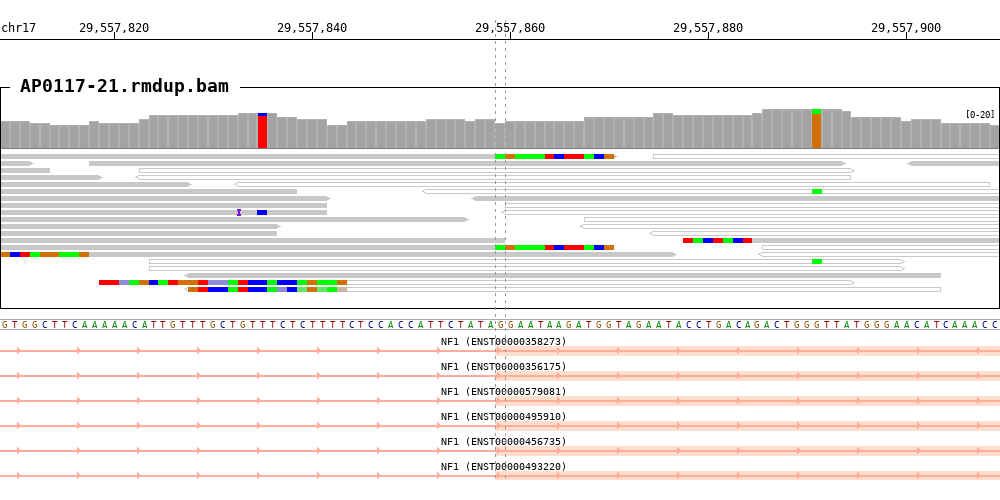 chr17 29,557,820 29,557,840 29,557,860 29,557,880 29,557,900
AP0117-21.rmdup.bam
[0-20]
I
GTGGCTTCAAAAACATTGTTTGCTGTTTCTCTTTTCTCCACCATTCTATAGGAATAAGATGGTAGAATACCTGACAGACTGGGTTATGGGAACATCAAACC
NF1 (ENST00000358273)
NF1 (ENST00000356175)
NF1 (ENST00000579081)
NF1 (ENST00000495910)
NF1 (ENST00000456735)
NF1 (ENST00000493220)